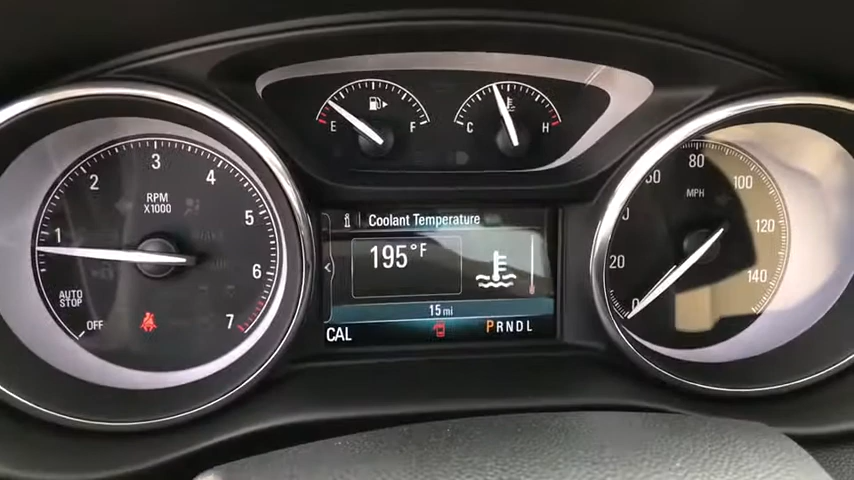 E F
C H
1 2 3 4 5 6 7
RPM
X1000
AUTO
STOP
OFF
i Coolant Temperature
195 °F
15 mi
CAL
PRNDL
MPH
0 20 80 100 120 140